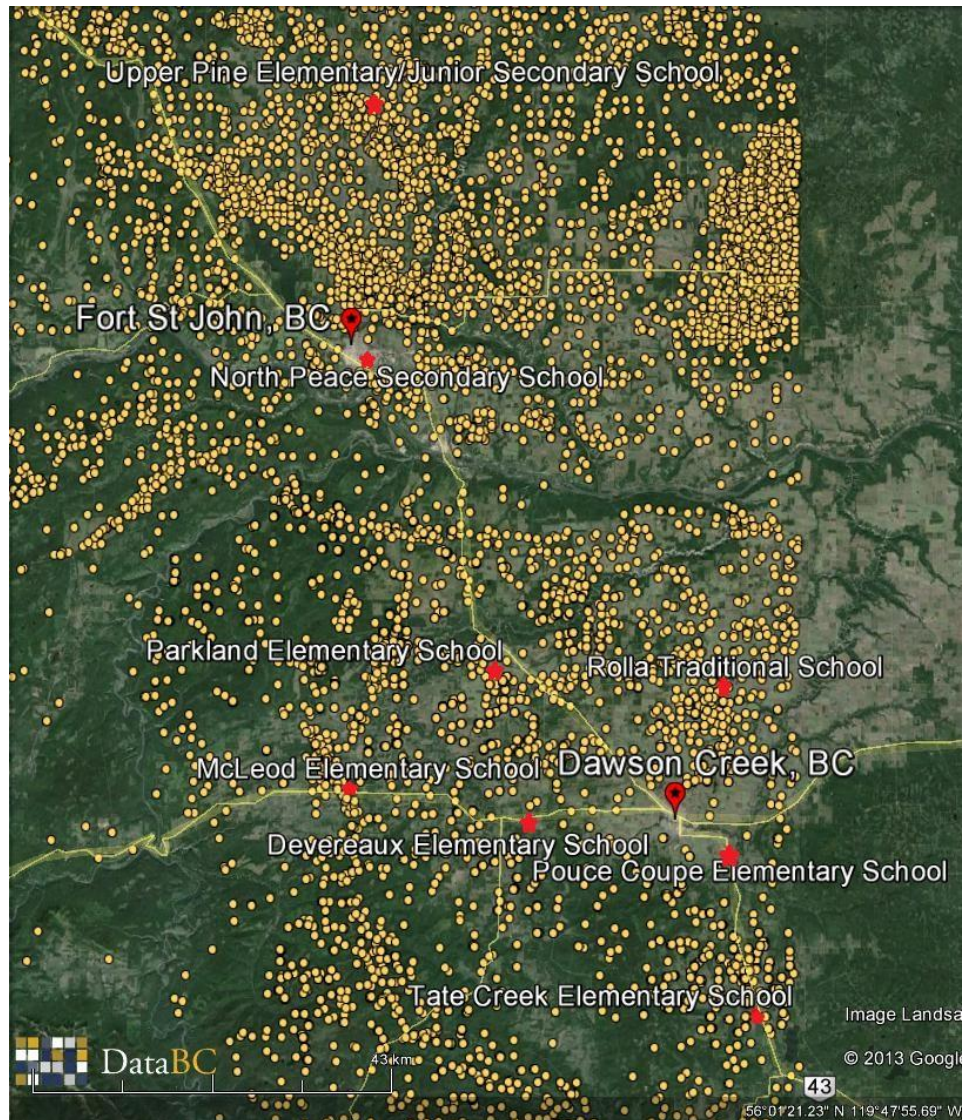 Upper Pine Elementary/Junior Secondary School
Fort St John, BC
North Peace Secondary School
Parkland Elementary School
Rolla Traditional School
McLeod Elementary School
Dawson Creek, BC
Devereaux Elementary School
Pouce Coupe Elementary School
Tate Creek Elementary School
Image Landsa
DataBC
43 km
© 2013 Google
43
56°01'21.23" N 119°47'55.69" W